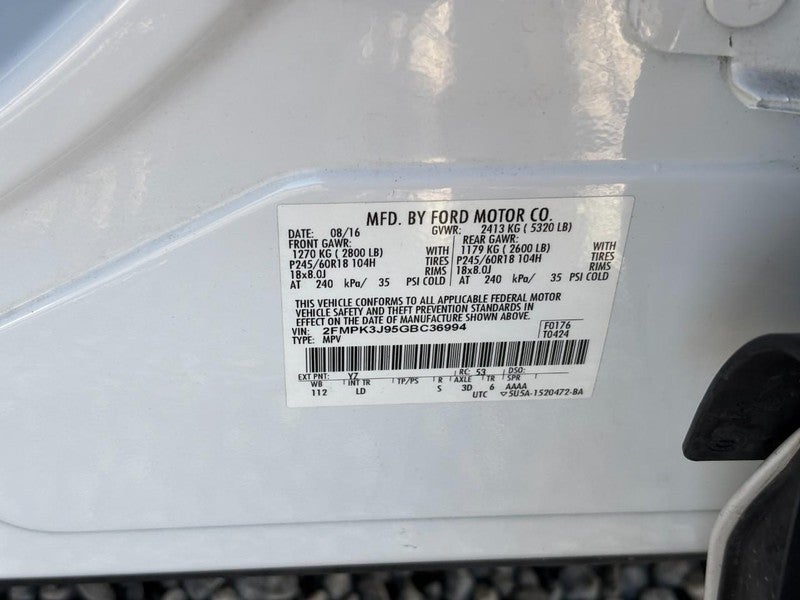 MFD. BY FORD MOTOR CO.
DATE: 08/16 GVWR: 2413 KG ( 5320 LB)
FRONT GAWR: REAR GAWR:
1270 KG ( 2800 LB) WITH 1179 KG ( 2600 LB) WITH
P245/60R18 104H TIRES P245/60R18 104H TIRES
18x8.0J RIMS 18x8.0J RIMS
AT 240 kPa/ 35 PSI COLD AT 240 kPa/ 35 PSI COLD
THIS VEHICLE CONFORMS TO ALL APPLICABLE FEDERAL MOTOR
VEHICLE SAFETY AND THEFT PREVENTION STANDARDS IN
EFFECT ON THE DATE OF MANUFACTURE SHOWN ABOVE.
VIN: 2FMPK3J95GBC36994 F0176
TYPE: MPV T0424
EXT PNT: YZ RC: 53 DSO:
WB INT TR TP/PS R AXLE TR SPR
112 LD S 3D 6 AAAA
UTC ▽5U5A-1520472-BA